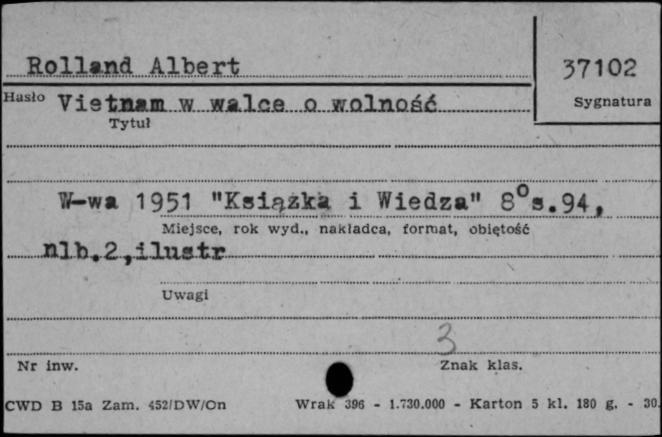 Rolland Albert
37102
Hasło Vietnam w walce o wolność
Sygnatura
Tytuł
W-wa 1951 "Książka i Wiedza" 8° s.94,
Miejsce, rok wyd., nakładca, format, objętość
nlb.2,ilustr
Uwagi
3
Nr inw.
Znak klas.
CWD B 15a Zam. 452/DW/On Wrak 396 - 1.730.000 - Karton 5 kl. 180 g. - 30.